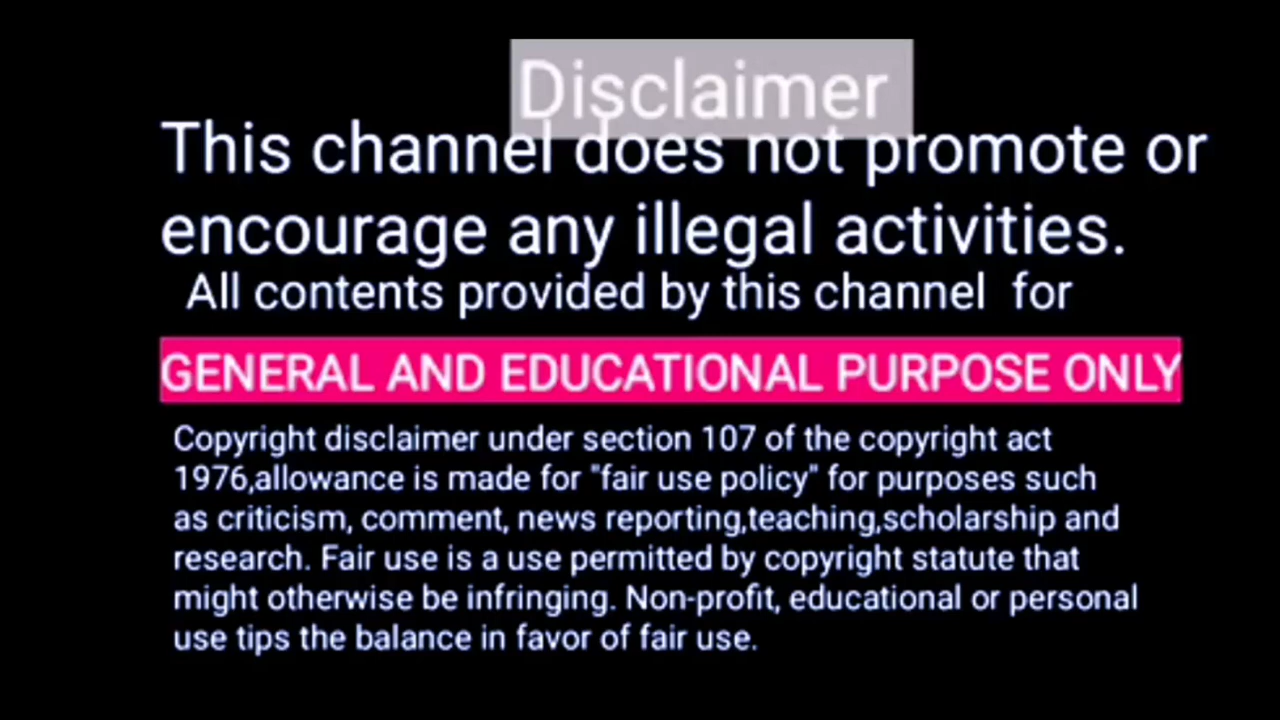 Disclaimer
This channel does not promote or
encourage any illegal activities.
All contents provided by this channel for
GENERAL AND EDUCATIONAL PURPOSE ONLY
Copyright disclaimer under section 107 of the copyright act
1976,allowance is made for "fair use policy" for purposes such
as criticism, comment, news reporting,teaching,scholarship and
research. Fair use is a use permitted by copyright statute that
might otherwise be infringing. Non-profit, educational or personal
use tips the balance in favor of fair use.